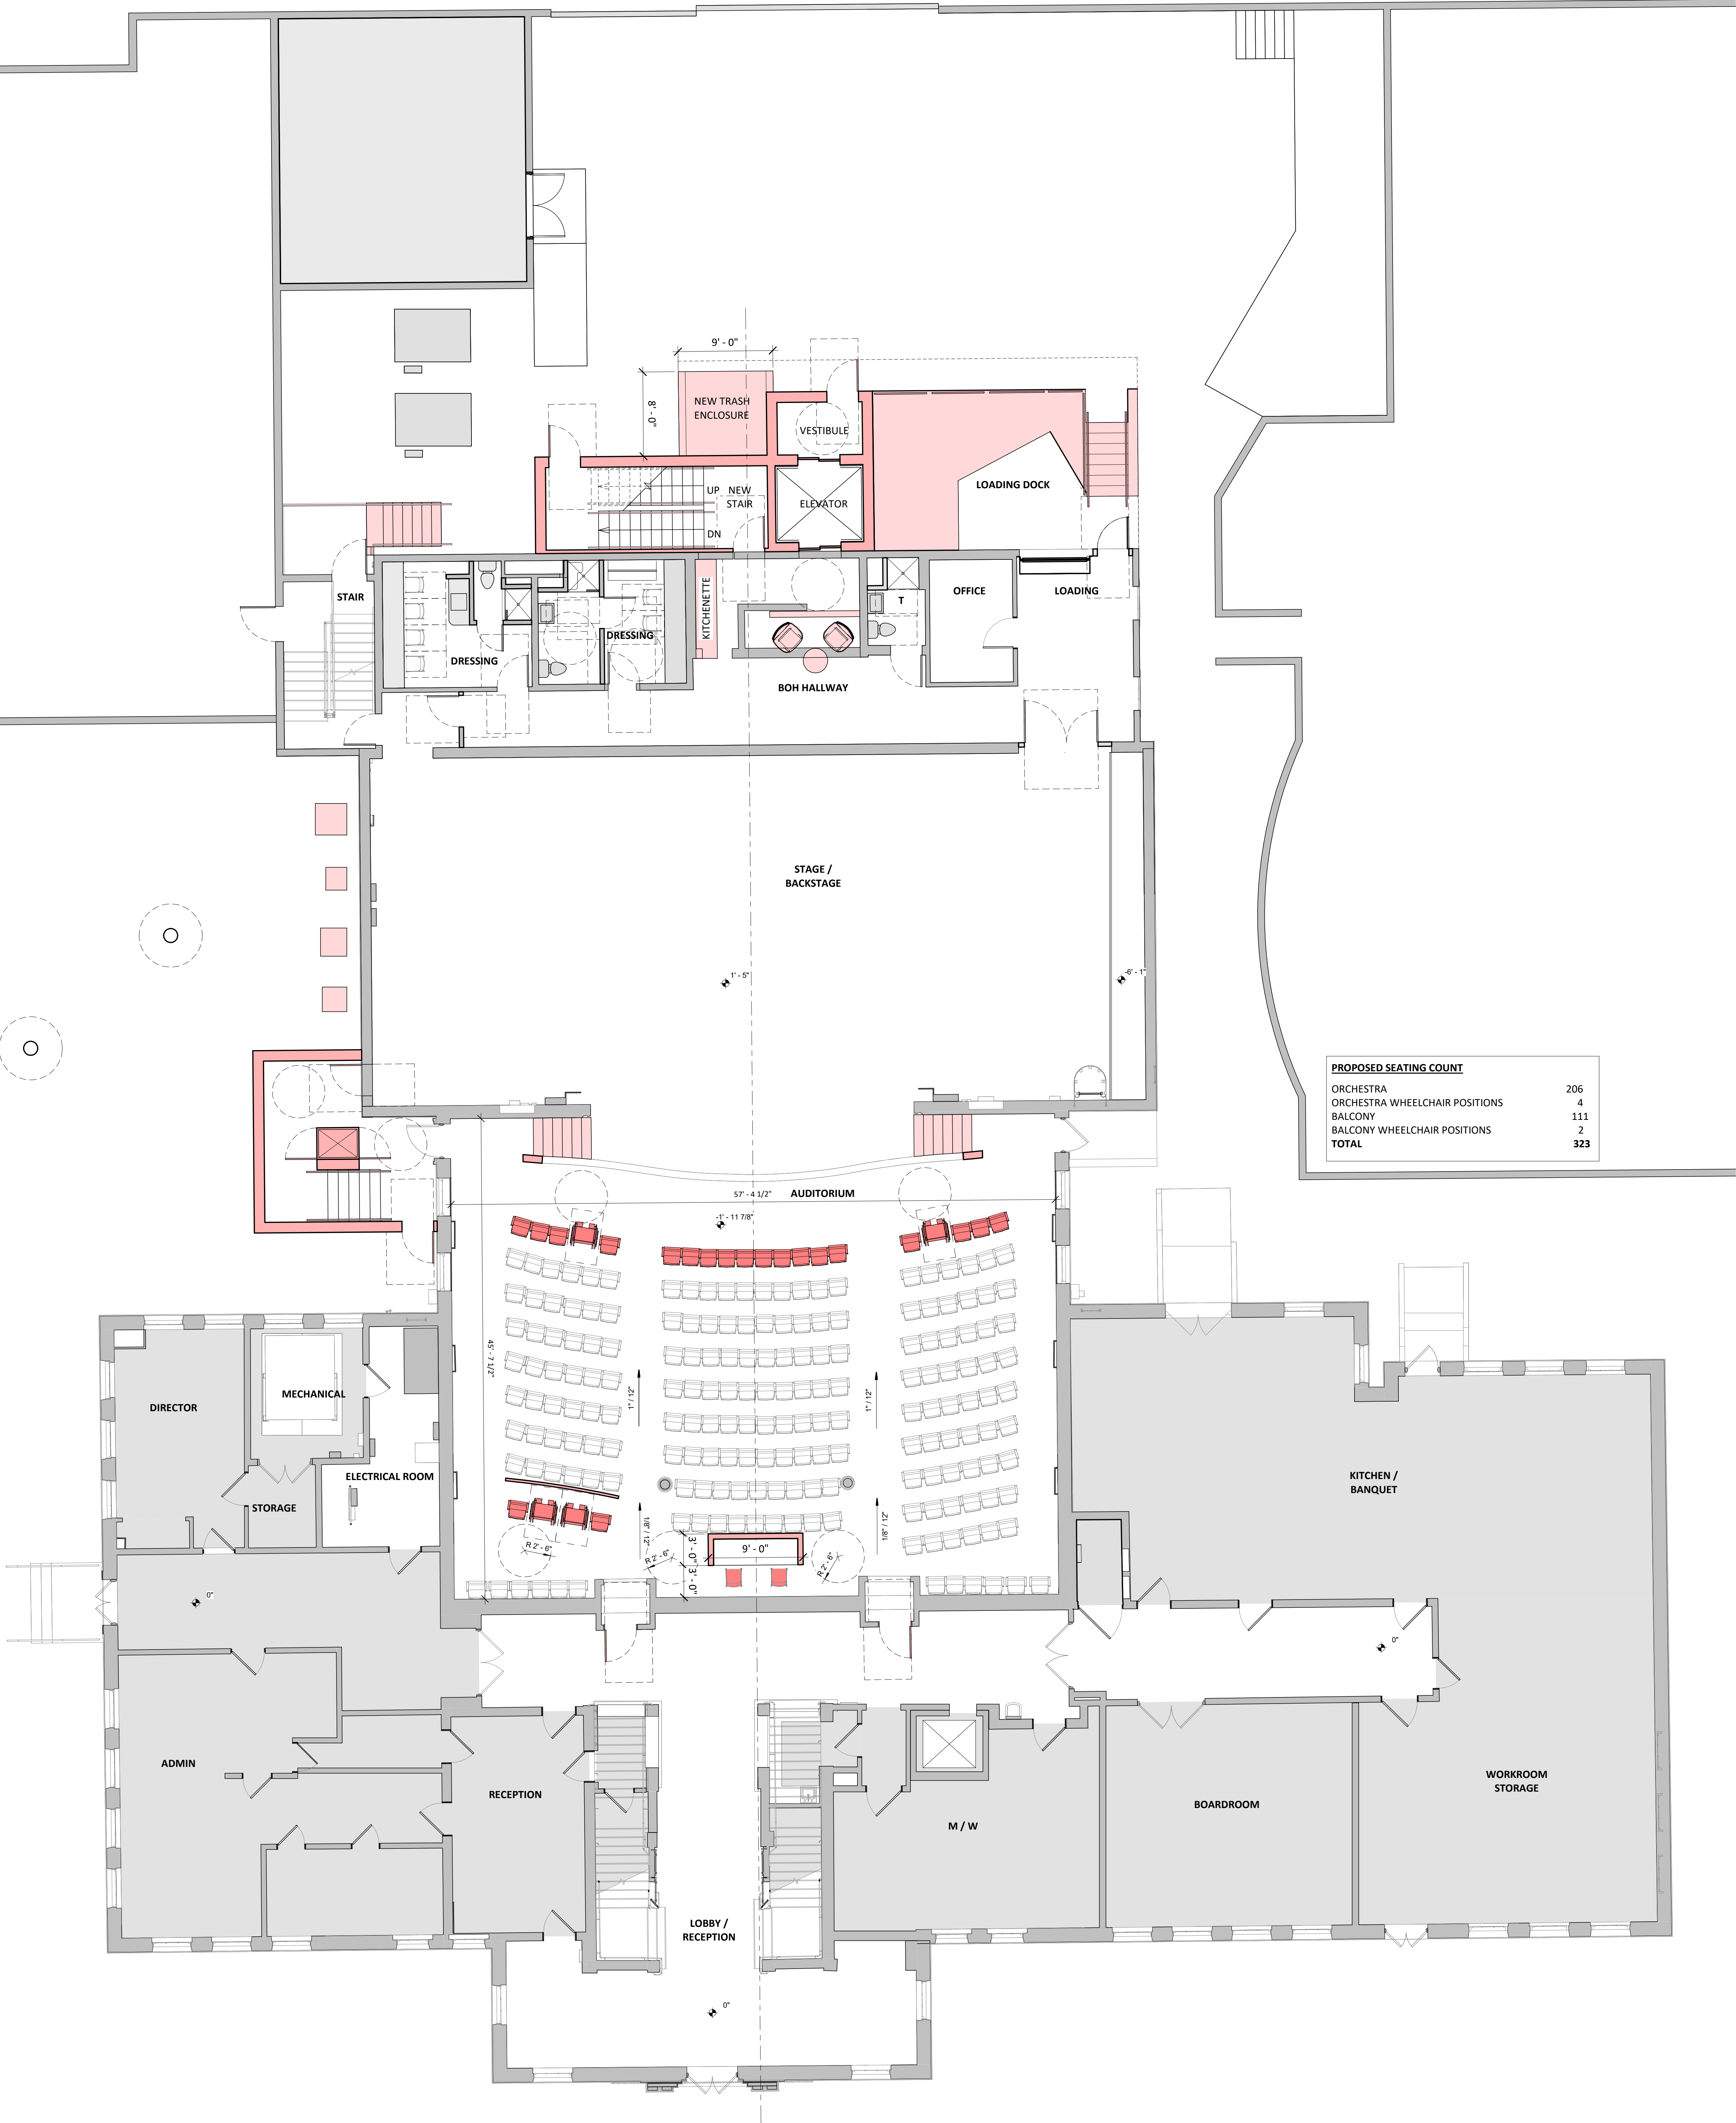 9' - 0"
8' - 0"
NEW TRASH
ENCLOSURE
VESTIBULE
UP
NEW
STAIR
DN
ELEVATOR
LOADING DOCK
STAIR
DRESSING
DRESSING
KITCHENETTE
T
OFFICE
LOADING
BOH HALLWAY
STAGE /
BACKSTAGE
1' - 5"
-6' - 1"
PROPOSED SEATING COUNT
ORCHESTRA 206
ORCHESTRA WHEELCHAIR POSITIONS 4
BALCONY 111
BALCONY WHEELCHAIR POSITIONS 2
TOTAL 323
57' - 4 1/2"
AUDITORIUM
-1' - 11 7/8"
45' - 7 1/2"
1" / 12"
1" / 12"
DIRECTOR
MECHANICAL
ELECTRICAL ROOM
STORAGE
KITCHEN /
BANQUET
1/8" / 12"
1/8" / 12"
3' - 0"
3' - 0"
9' - 0"
R 2' - 6"
R 2' - 6"
R 2' - 6"
0"
0"
ADMIN
RECEPTION
M / W
BOARDROOM
WORKROOM
STORAGE
LOBBY /
RECEPTION
0"